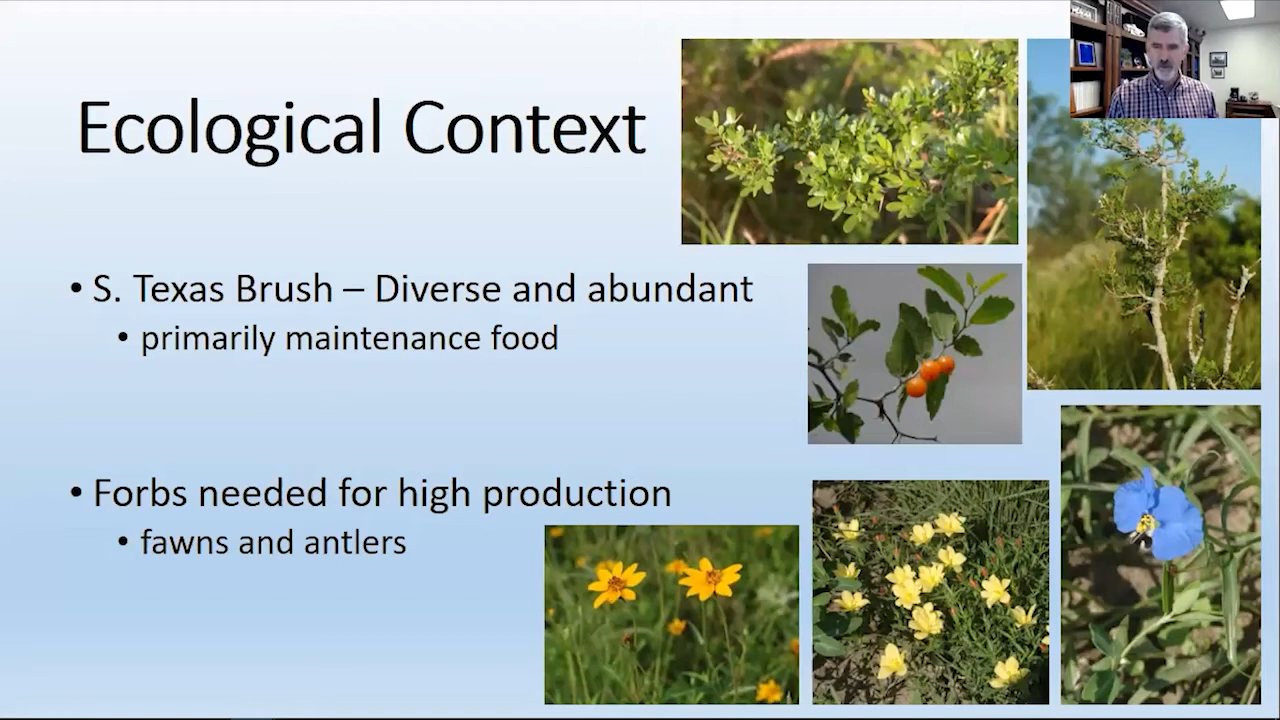 Ecological Context
• S. Texas Brush – Diverse and abundant
• primarily maintenance food
• Forbs needed for high production
• fawns and antlers